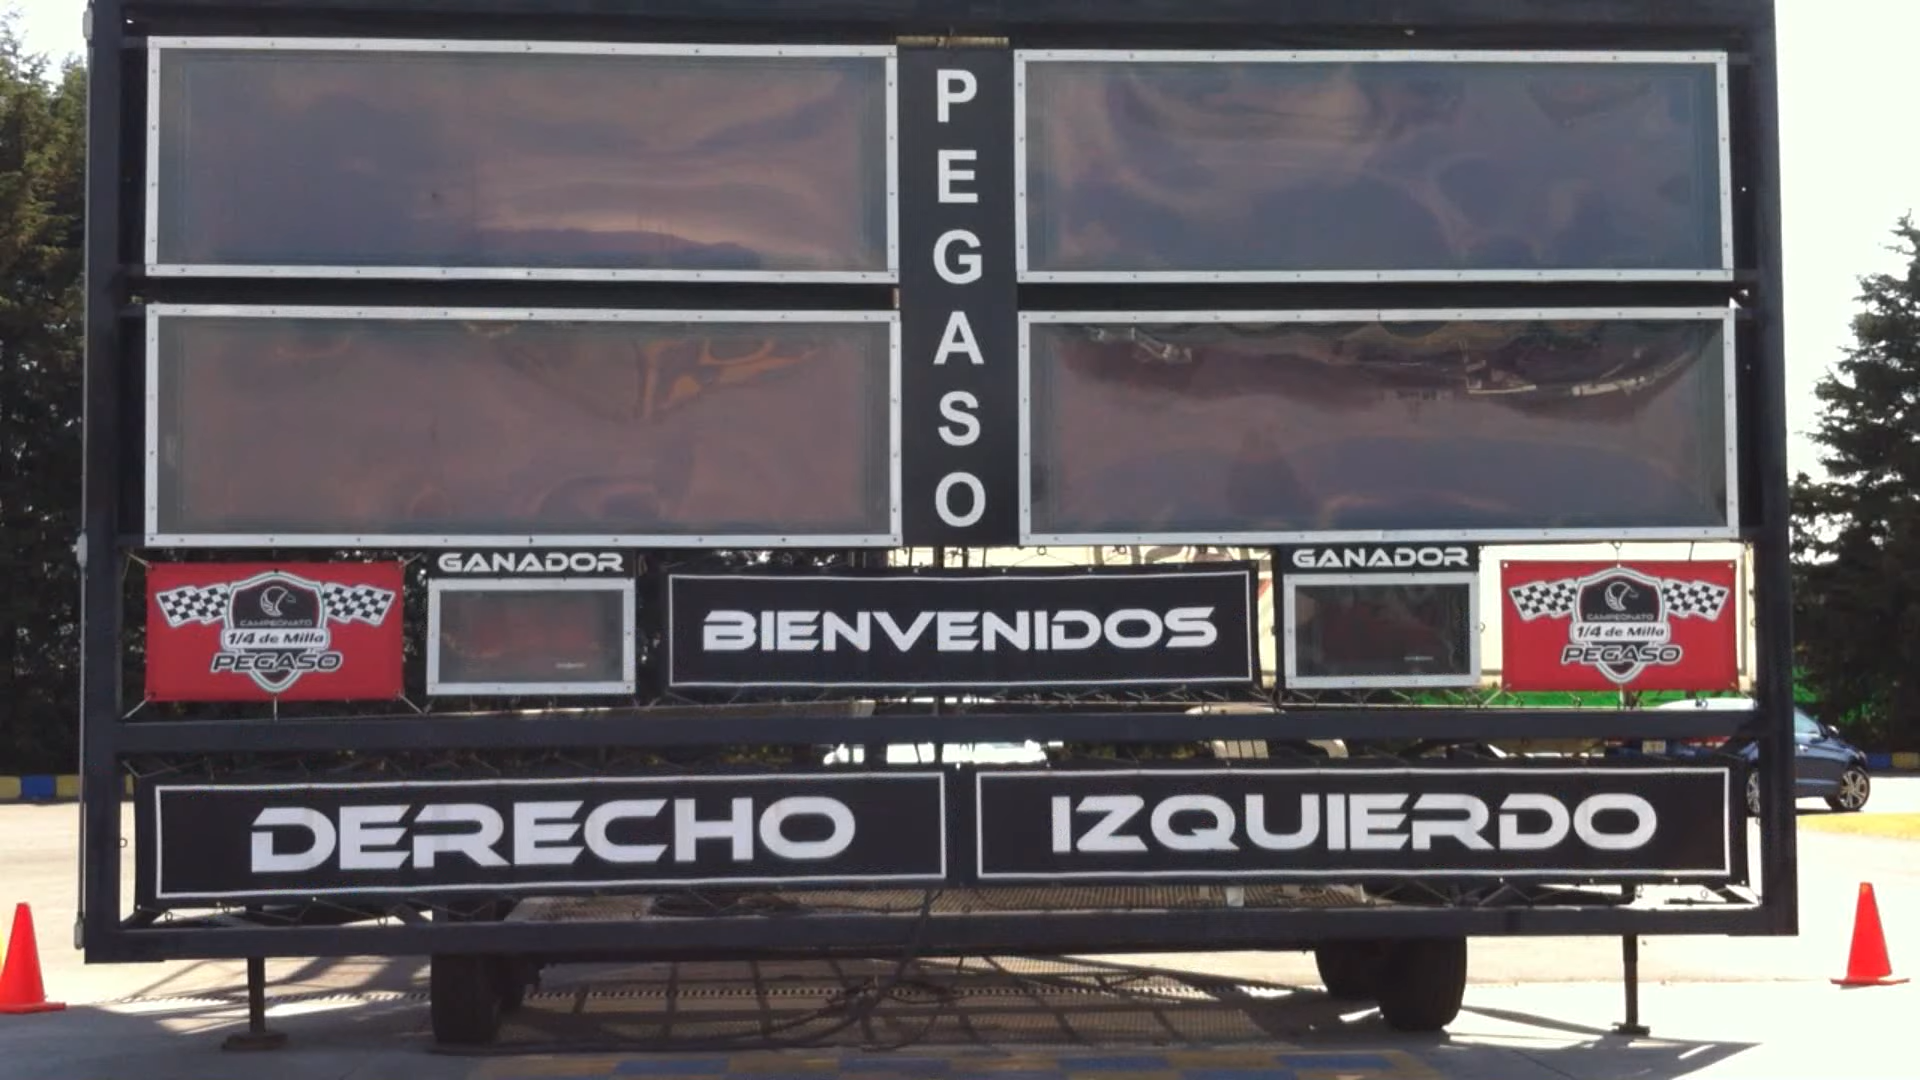 PEGASO
GANADOR
GANADOR
CAMPEONATO
1/4 de Milla
PEGASO
BIENVENIDOS
CAMPEONATO
1/4 de Milla
PEGASO
DERECHO
IZQUIERDO